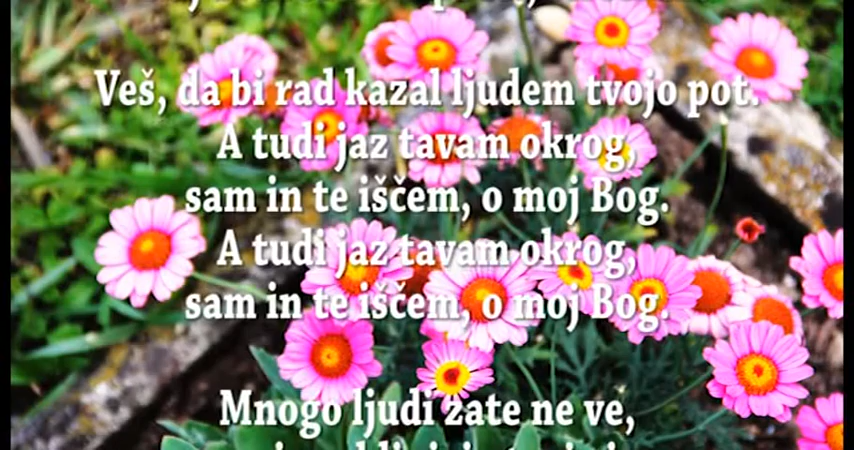 Veš, da bi rad kazal ljudem tvojo pot.
A tudi jaz tavam okrog,
sam in te iščem, o moj Bog.
A tudi jaz tavam okrog,
sam in te iščem, o moj Bog.
Mnogo ljudi zate ne ve,